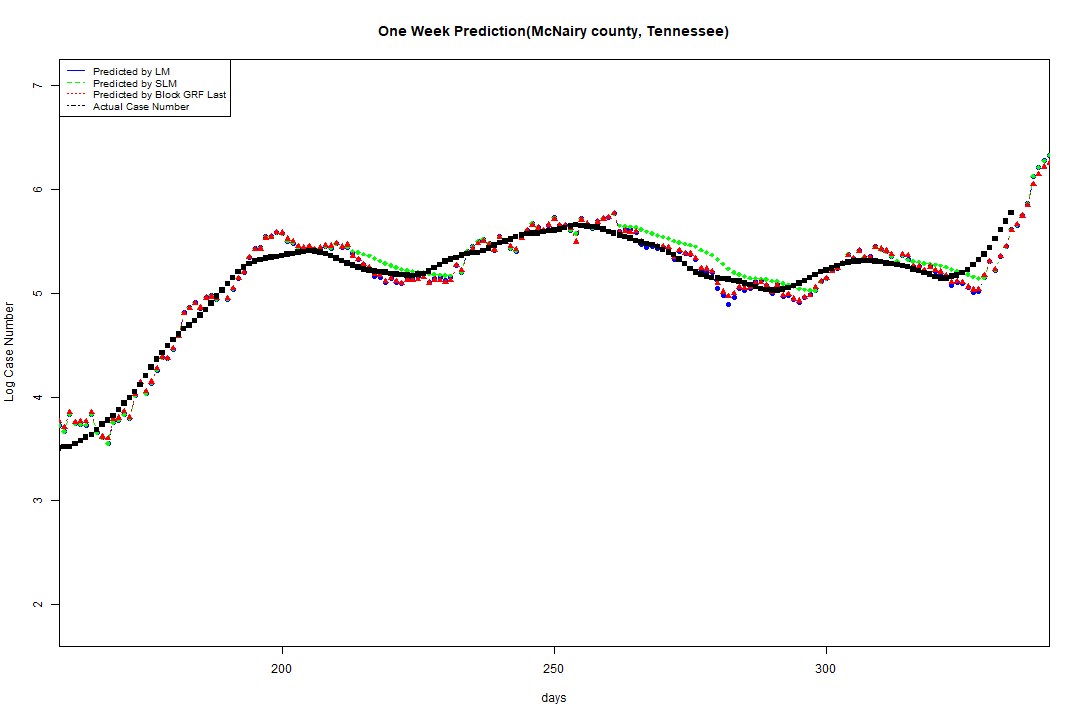 One Week Prediction(McNairy county, Tennessee)
Predicted by LM
Predicted by SLM
Predicted by Block GRF Last
Actual Case Number
7
6
5
4
3
2
Log Case Number
200
250
300
days